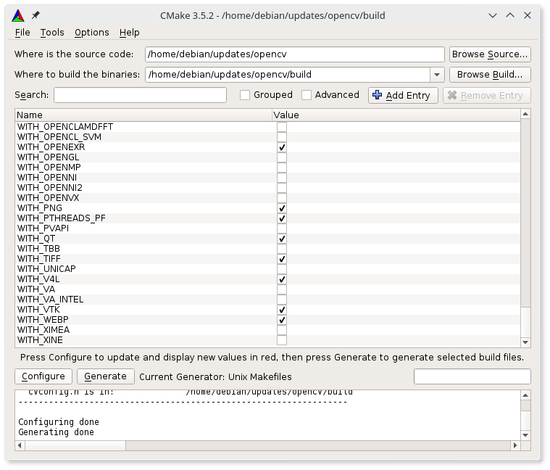 CMake 3.5.2 - /home/debian/updates/opencv/build
File Tools Options Help
Where is the source code: /home/debian/updates/opencv Browse Source...
Where to build the binaries: /home/debian/updates/opencv/build Browse Build...
Search: Grouped Advanced Add Entry Remove Entry
Name Value
WITH_OPENCLAMDFFT
WITH_OPENCL_SVM
WITH_OPENEXR
WITH_OPENGL
WITH_OPENMP
WITH_OPENNI
WITH_OPENNI2
WITH_OPENVX
WITH_PNG
WITH_PTHREADS_PF
WITH_PVAPI
WITH_QT
WITH_TBB
WITH_TIFF
WITH_UNICAP
WITH_V4L
WITH_VA
WITH_VA_INTEL
WITH_VTK
WITH_WEBP
WITH_XIMEA
WITH_XINE
Press Configure to update and display new values in red, then press Generate to generate selected build files.
Configure Generate Current Generator: Unix Makefiles
cvconfig.h is in: /home/debian/updates/opencv/build
-----------------------------------------------------------------
Configuring done
Generating done